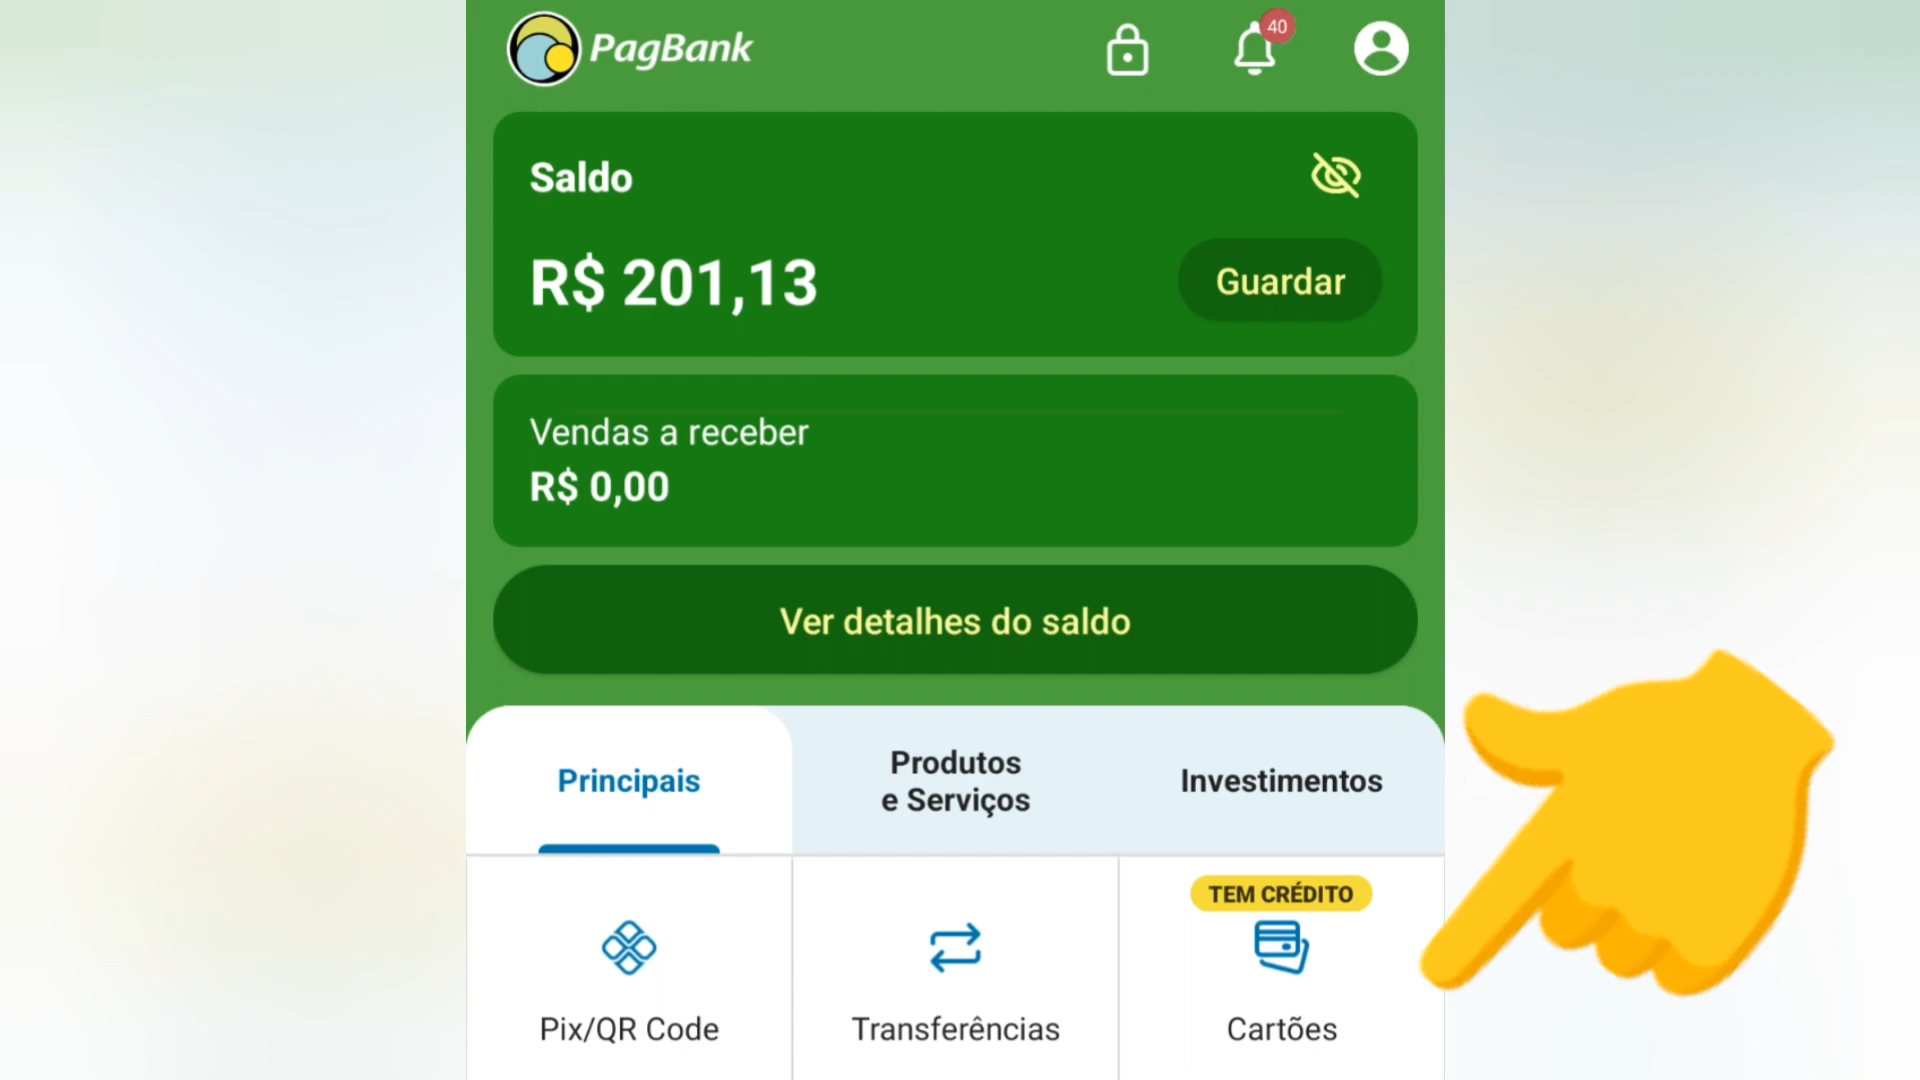 PagBank
40
Saldo
R$ 201,13
Guardar
Vendas a receber
R$ 0,00
Ver detalhes do saldo
Principais
Produtos
e Serviços
Investimentos
TEM CRÉDITO
Pix/QR Code
Transferências
Cartões